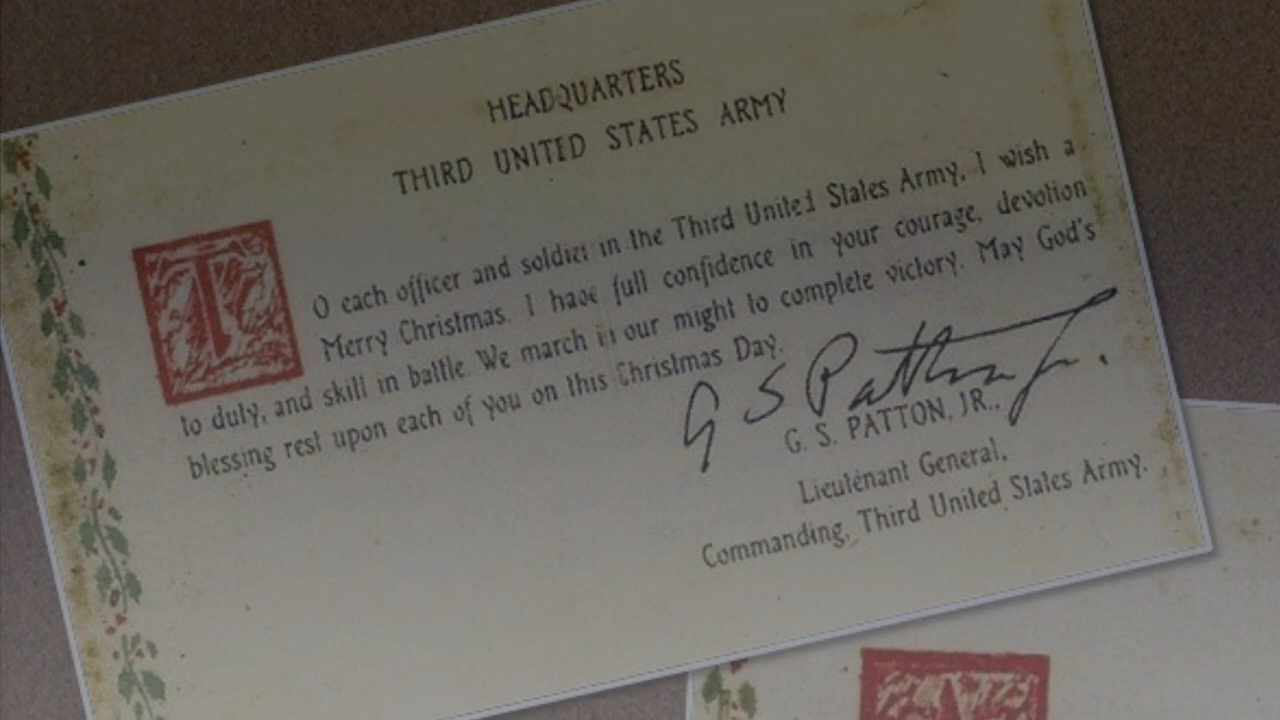 HEADQUARTERS
THIRD UNITED STATES ARMY
TO each officer and soldier in the Third United States Army, I wish a
Merry Christmas. I have full confidence in your courage, devotion
to duty, and skill in battle. We march in our might to complete victory. May God's
blessing rest upon each of you on this Christmas Day.
G S Patton Jr.
G. S. PATTON, JR.,
Lieutenant General,
Commanding, Third United States Army.